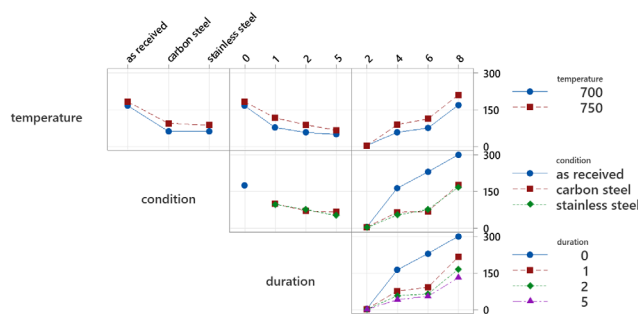 as received
carbon steel
stainless steel
0 1 2 5
2 4 6 8
temperature
300
150
0
temperature
700
750
condition
300
150
0
condition
as received
carbon steel
stainless steel
duration
300
150
0
duration
0
1
2
5